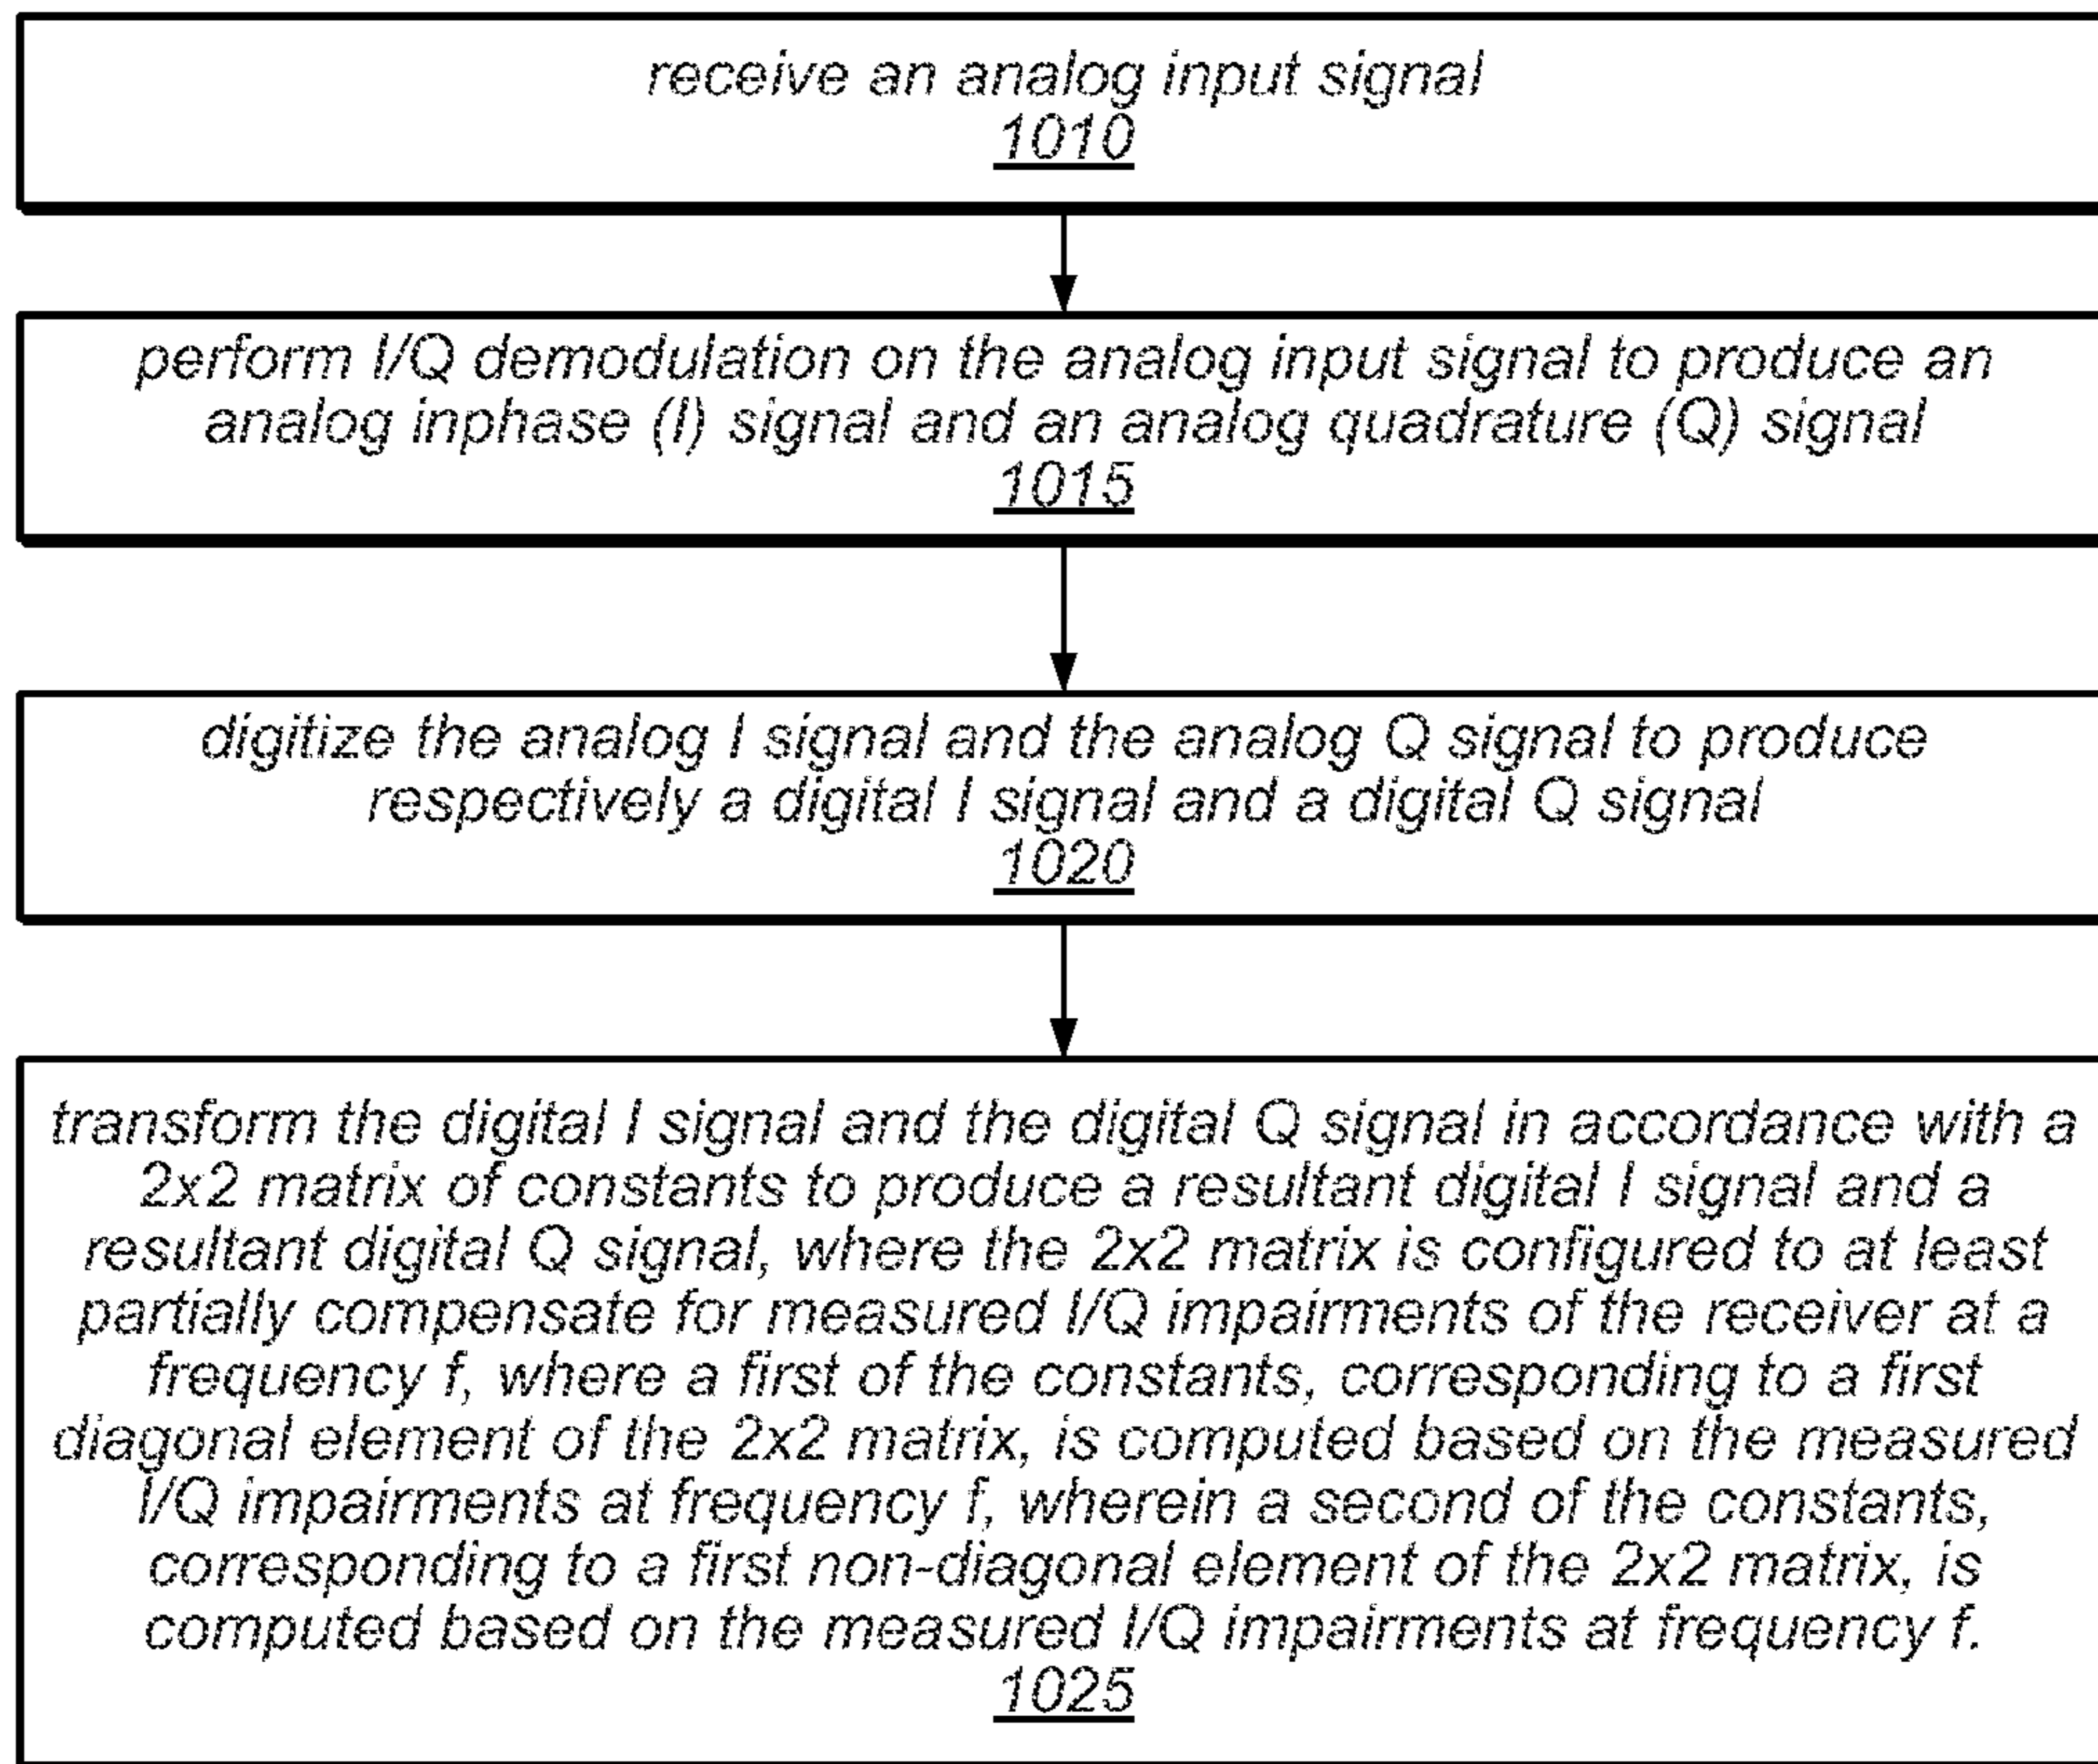 receive an analog input signal
1010
perform I/Q demodulation on the analog input signal to produce an
analog inphase (I) signal and an analog quadrature (Q) signal
1015
digitize the analog I signal and the analog Q signal to produce
respectively a digital I signal and a digital Q signal
1020
transform the digital I signal and the digital Q signal in accordance with a
2x2 matrix of constants to produce a resultant digital I signal and a
resultant digital Q signal, where the 2x2 matrix is configured to at least
partially compensate for measured I/Q impairments of the receiver at a
frequency f, where a first of the constants, corresponding to a first
diagonal element of the 2x2 matrix, is computed based on the measured
I/Q impairments at frequency f, wherein a second of the constants,
corresponding to a first non-diagonal element of the 2x2 matrix, is
computed based on the measured I/Q impairments at frequency f.
1025